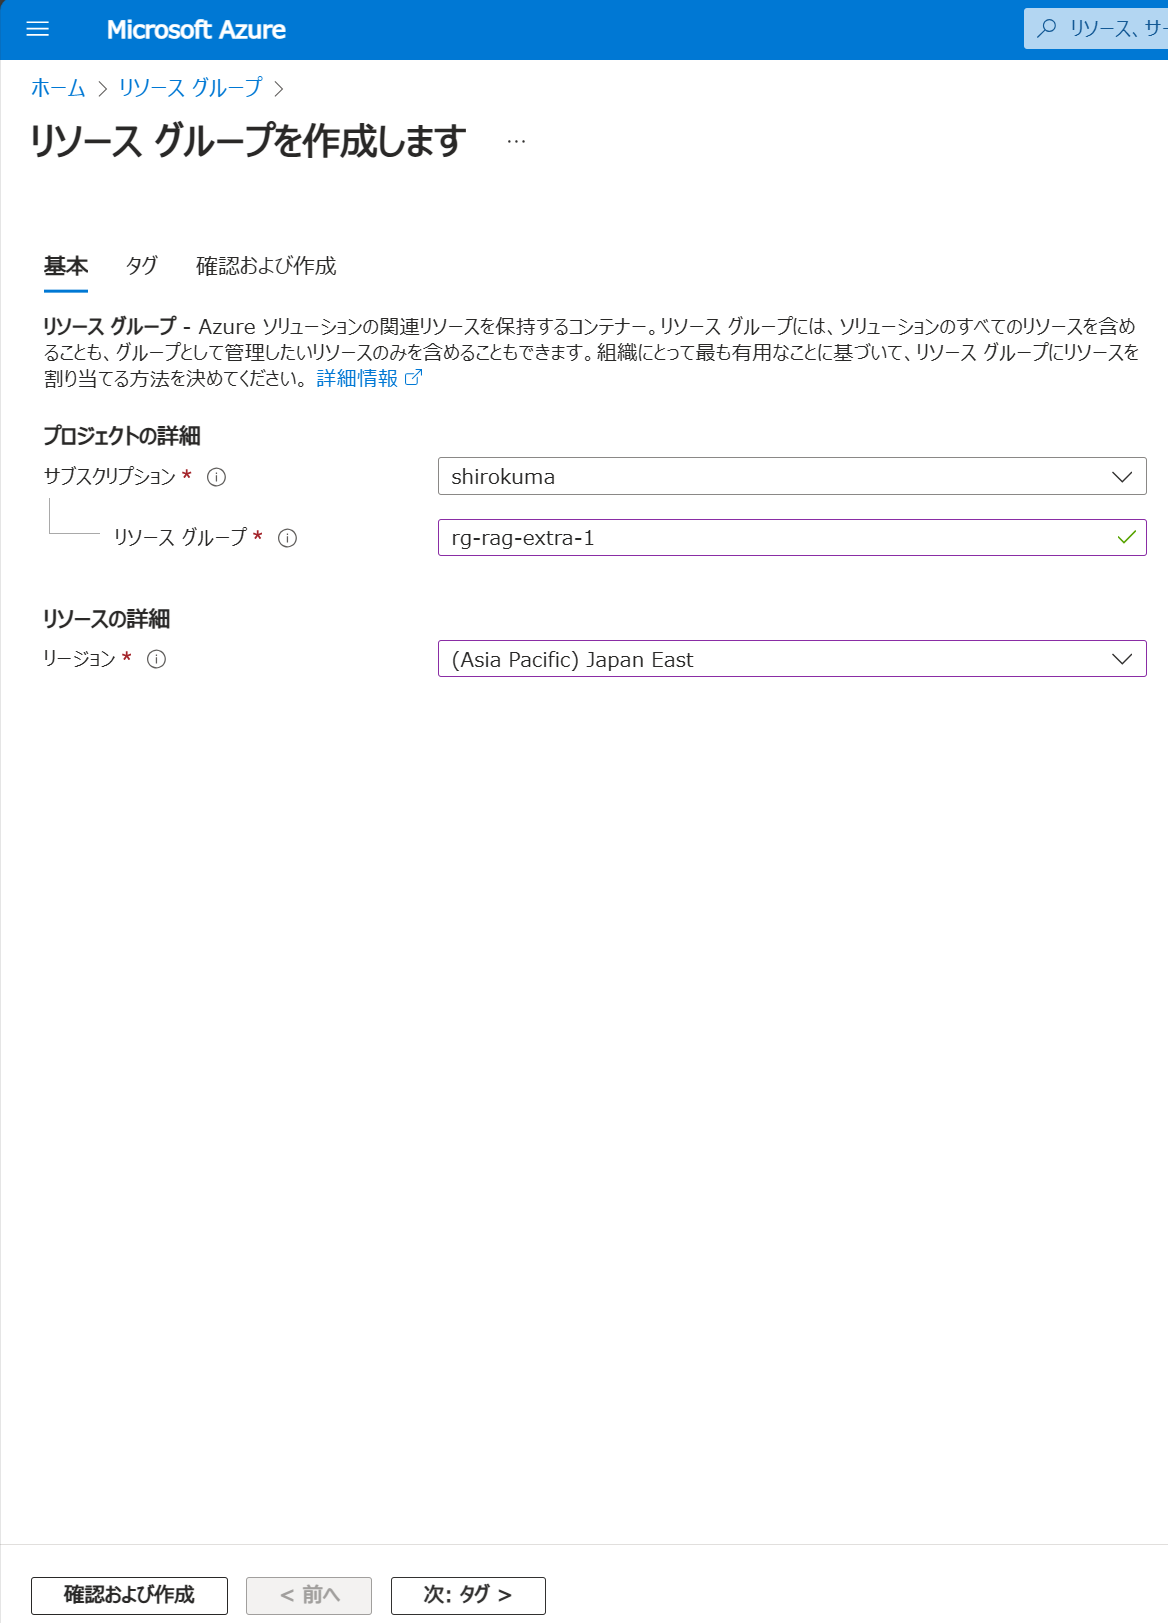 Microsoft Azure
リソース、サー
ホーム > リソース グループ >
リソース グループを作成します ...
基本 タグ 確認および作成
リソース グループ - Azure ソリューションの関連リソースを保持するコンテナー。リソース グループには、ソリューションのすべてのリソースを含め
ることも、グループとして管理したいリソースのみを含めることもできます。組織にとって最も有用なことに基づいて、リソース グループにリソースを
割り当てる方法を決めてください。 詳細情報
プロジェクトの詳細
サブスクリプション *
shirokuma
リソース グループ *
rg-rag-extra-1
リソースの詳細
リージョン *
(Asia Pacific) Japan East
確認および作成
< 前へ
次: タグ >